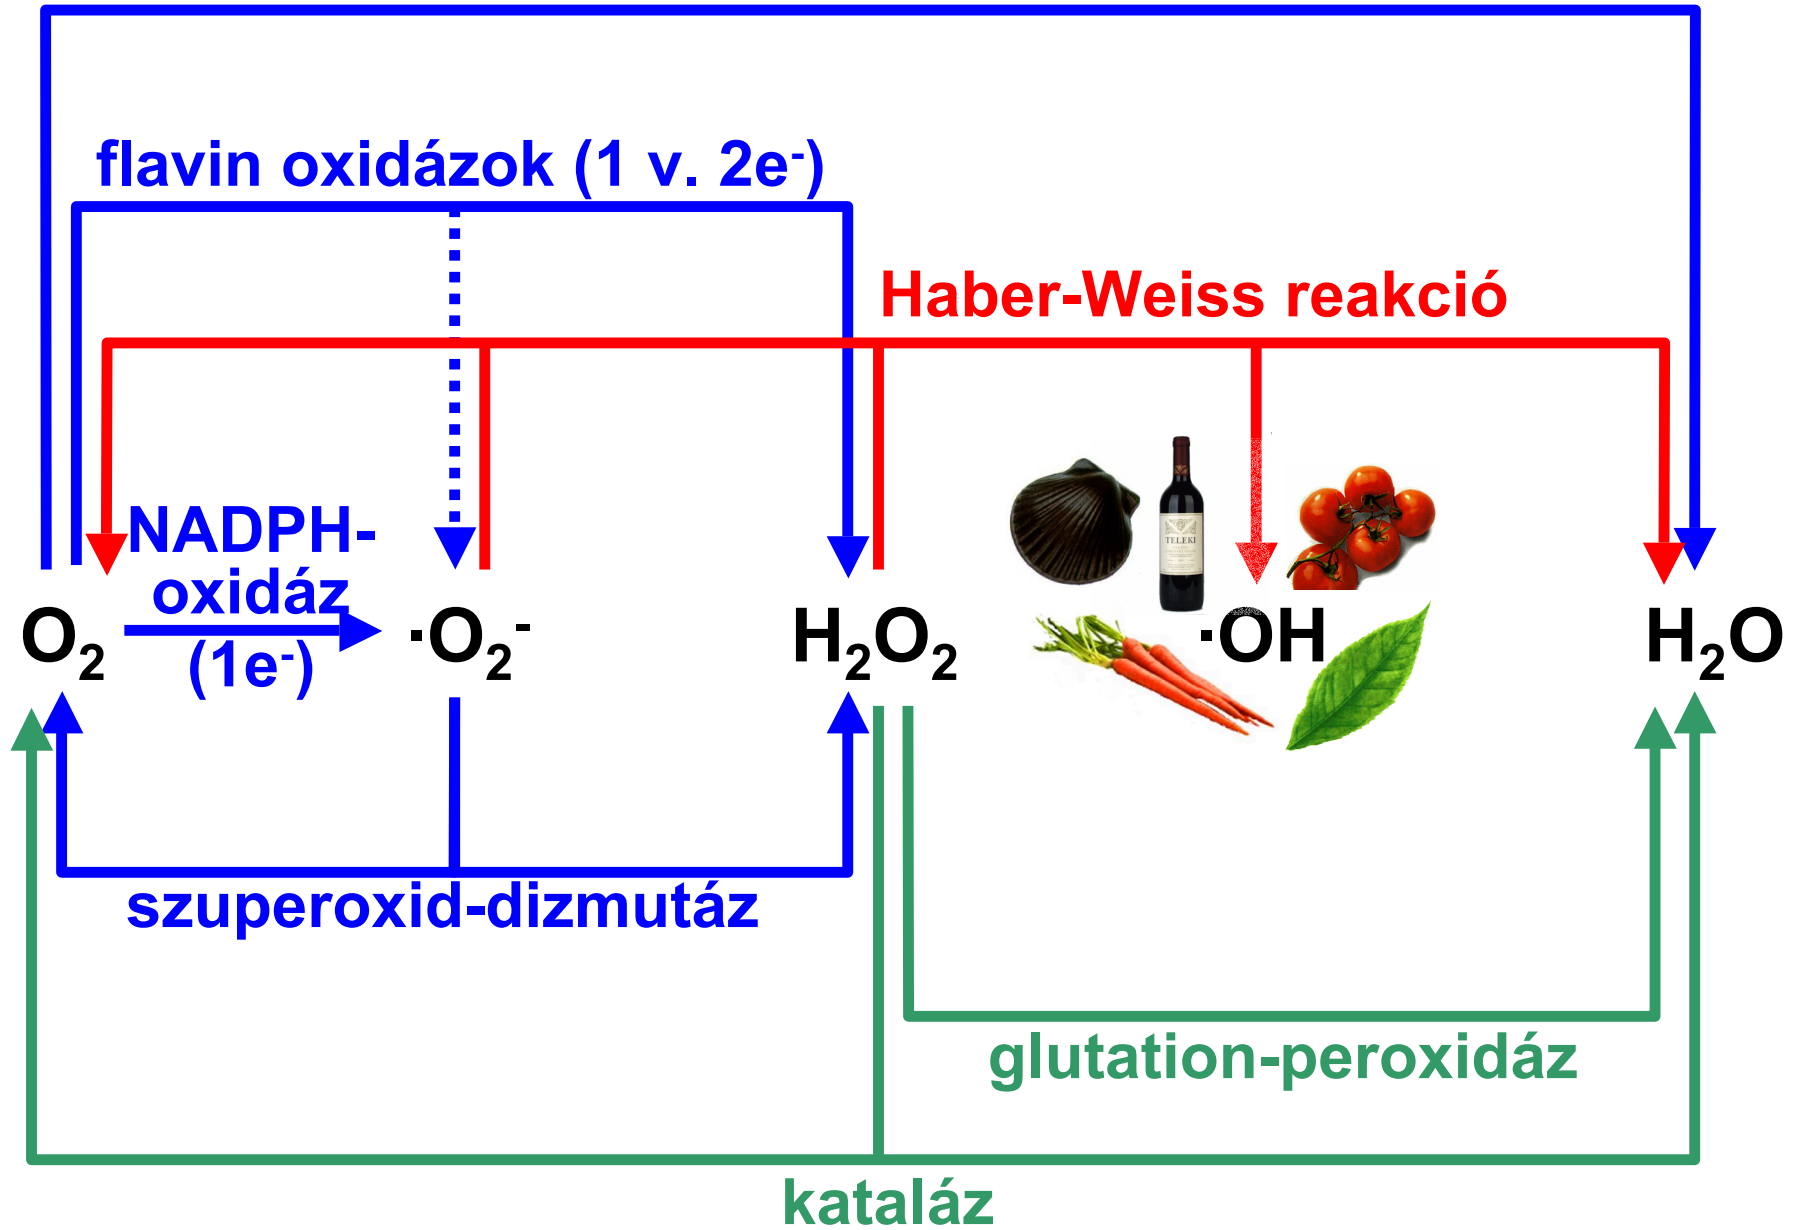 flavin oxidázok (1 v. 2e⁻)
Haber-Weiss reakció
NADPH-
oxidáz
(1e⁻)
O₂
·O₂⁻
H₂O₂
TELEKI
·OH
H₂O
szuperoxid-dizmutáz
glutation-peroxidáz
kataláz